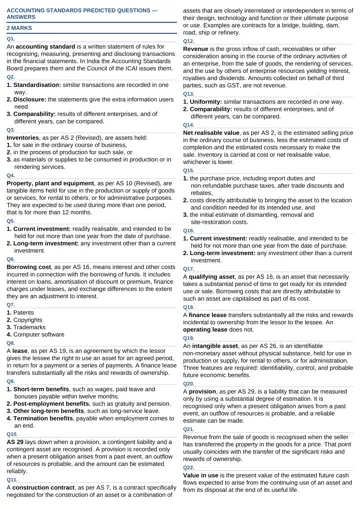 ACCOUNTING STANDARDS PREDICTED QUESTIONS —
ANSWERS
2 MARKS
Q1.
An accounting standard is a written statement of rules for
recognising, measuring, presenting and disclosing transactions
in the financial statements. In India the Accounting Standards
Board prepares them and the Council of the ICAI issues them.
Q2.
1. Standardisation: similar transactions are recorded in one
way.
2. Disclosure: the statements give the extra information users
need.
3. Comparability: results of different enterprises, and of
different years, can be compared.
Q3.
Inventories, as per AS 2 (Revised), are assets held:
1. for sale in the ordinary course of business,
2. in the process of production for such sale, or
3. as materials or supplies to be consumed in production or in
rendering services.
Q4.
Property, plant and equipment, as per AS 10 (Revised), are
tangible items held for use in the production or supply of goods
or services, for rental to others, or for administrative purposes.
They are expected to be used during more than one period,
that is for more than 12 months.
Q5.
1. Current investment: readily realisable, and intended to be
held for not more than one year from the date of purchase.
2. Long-term investment: any investment other than a current
investment
Q6.
Borrowing cost, as per AS 16, means interest and other costs
incurred in connection with the borrowing of funds. It includes
interest on loans, amortisation of discount or premium, finance
charges under leases, and exchange differences to the extent
they are an adjustment to interest.
Q7.
1. Patents
2. Copyrights
3. Trademarks
4. Computer software
Q8.
A lease, as per AS 19, is an agreement by which the lessor
gives the lessee the right to use an asset for an agreed period,
in return for a payment or a series of payments. A finance lease
transfers substantially all the risks and rewards of ownership.
Q9.
1. Short-term benefits, such as wages, paid leave and
bonuses payable within twelve months.
2. Post-employment benefits, such as gratuity and pension.
3. Other long-term benefits, such as long-service leave.
4. Termination benefits, payable when employment comes to
an end.
Q10.
AS 29 lays down when a provision, a contingent liability and a
contingent asset are recognised. A provision is recorded only
when a present obligation arises from a past event, an outflow
of resources is probable, and the amount can be estimated
reliably.
Q11.
A construction contract, as per AS 7, is a contract specifically
negotiated for the construction of an asset or a combination of
assets that are closely interrelated or interdependent in terms of
their design, technology and function or their ultimate purpose
or use. Examples are contracts for a bridge, building, dam,
road, ship or refinery.
Q12.
Revenue is the gross inflow of cash, receivables or other
consideration arising in the course of the ordinary activities of
an enterprise, from the sale of goods, the rendering of services,
and the use by others of enterprise resources yielding interest,
royalties and dividends. Amounts collected on behalf of third
parties, such as GST, are not revenue.
Q13.
1. Uniformity: similar transactions are recorded in one way.
2. Comparability: results of different enterprises, and of
different years, can be compared.
Q14.
Net realisable value, as per AS 2, is the estimated selling price
in the ordinary course of business, less the estimated costs of
completion and the estimated costs necessary to make the
sale. Inventory is carried at cost or net realisable value,
whichever is lower.
Q15.
1. the purchase price, including import duties and
non-refundable purchase taxes, after trade discounts and
rebates,
2. costs directly attributable to bringing the asset to the location
and condition needed for its intended use, and
3. the initial estimate of dismantling, removal and
site-restoration costs.
Q16.
1. Current investment: readily realisable, and intended to be
held for not more than one year from the date of purchase.
2. Long-term investment: any investment other than a current
investment.
Q17.
A qualifying asset, as per AS 16, is an asset that necessarily
takes a substantial period of time to get ready for its intended
use or sale. Borrowing costs that are directly attributable to
such an asset are capitalised as part of its cost.
Q18.
A finance lease transfers substantially all the risks and rewards
incidental to ownership from the lessor to the lessee. An
operating lease does not.
Q19.
An intangible asset, as per AS 26, is an identifiable
non-monetary asset without physical substance, held for use in
production or supply, for rental to others, or for administration.
Three features are required: identifiability, control, and probable
future economic benefits.
Q20.
A provision, as per AS 29, is a liability that can be measured
only by using a substantial degree of estimation. It is
recognised only when a present obligation arises from a past
event, an outflow of resources is probable, and a reliable
estimate can be made.
Q21.
Revenue from the sale of goods is recognised when the seller
has transferred the property in the goods for a price. That point
usually coincides with the transfer of the significant risks and
rewards of ownership.
Q22.
Value in use is the present value of the estimated future cash
flows expected to arise from the continuing use of an asset and
from its disposal at the end of its useful life.